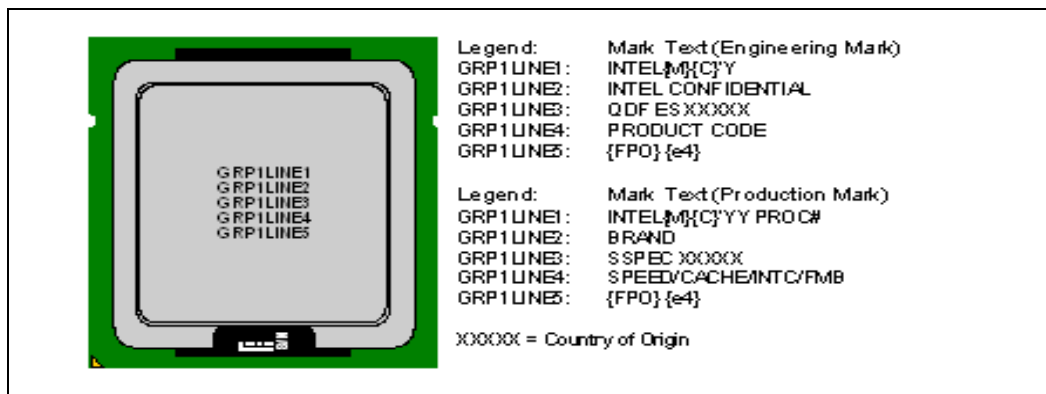 GRP1LINE1
GRP1LINE2
GRP1LINE3
GRP1LINE4
GRP1LINE5
Legend: Mark Text (Engineering Mark)
GRP1LINE1: INTEL{M}{C}'Y
GRP1LINE2: INTEL CONFIDENTIAL
GRP1LINE3: QDF ES XXXXX
GRP1LINE4: PRODUCT CODE
GRP1LINE5: {FPO} {e4}
Legend: Mark Text (Production Mark)
GRP1LINE1: INTEL{M}{C}'YY PROC#
GRP1LINE2: BRAND
GRP1LINE3: SSPEC XXXXX
GRP1LINE4: SPEED/CACHE/INTC/FMB
GRP1LINE5: {FPO} {e4}
XXXXX = Country of Origin